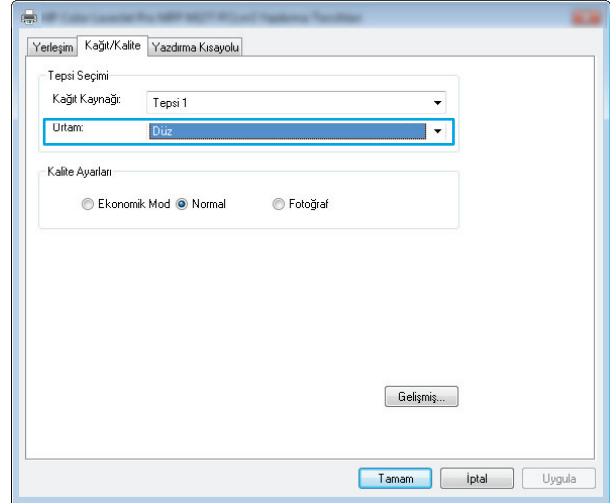 Yerleşim Kağıt/Kalite Yazdırma Kısayolu
Tepsi Seçimi
Kağıt Kaynağı: Tepsi 1
Ortam: Düz
Kalite Ayarları
Ekonomik Mod Normal Fotoğraf
Gelişmiş...
Tamam İptal Uygula